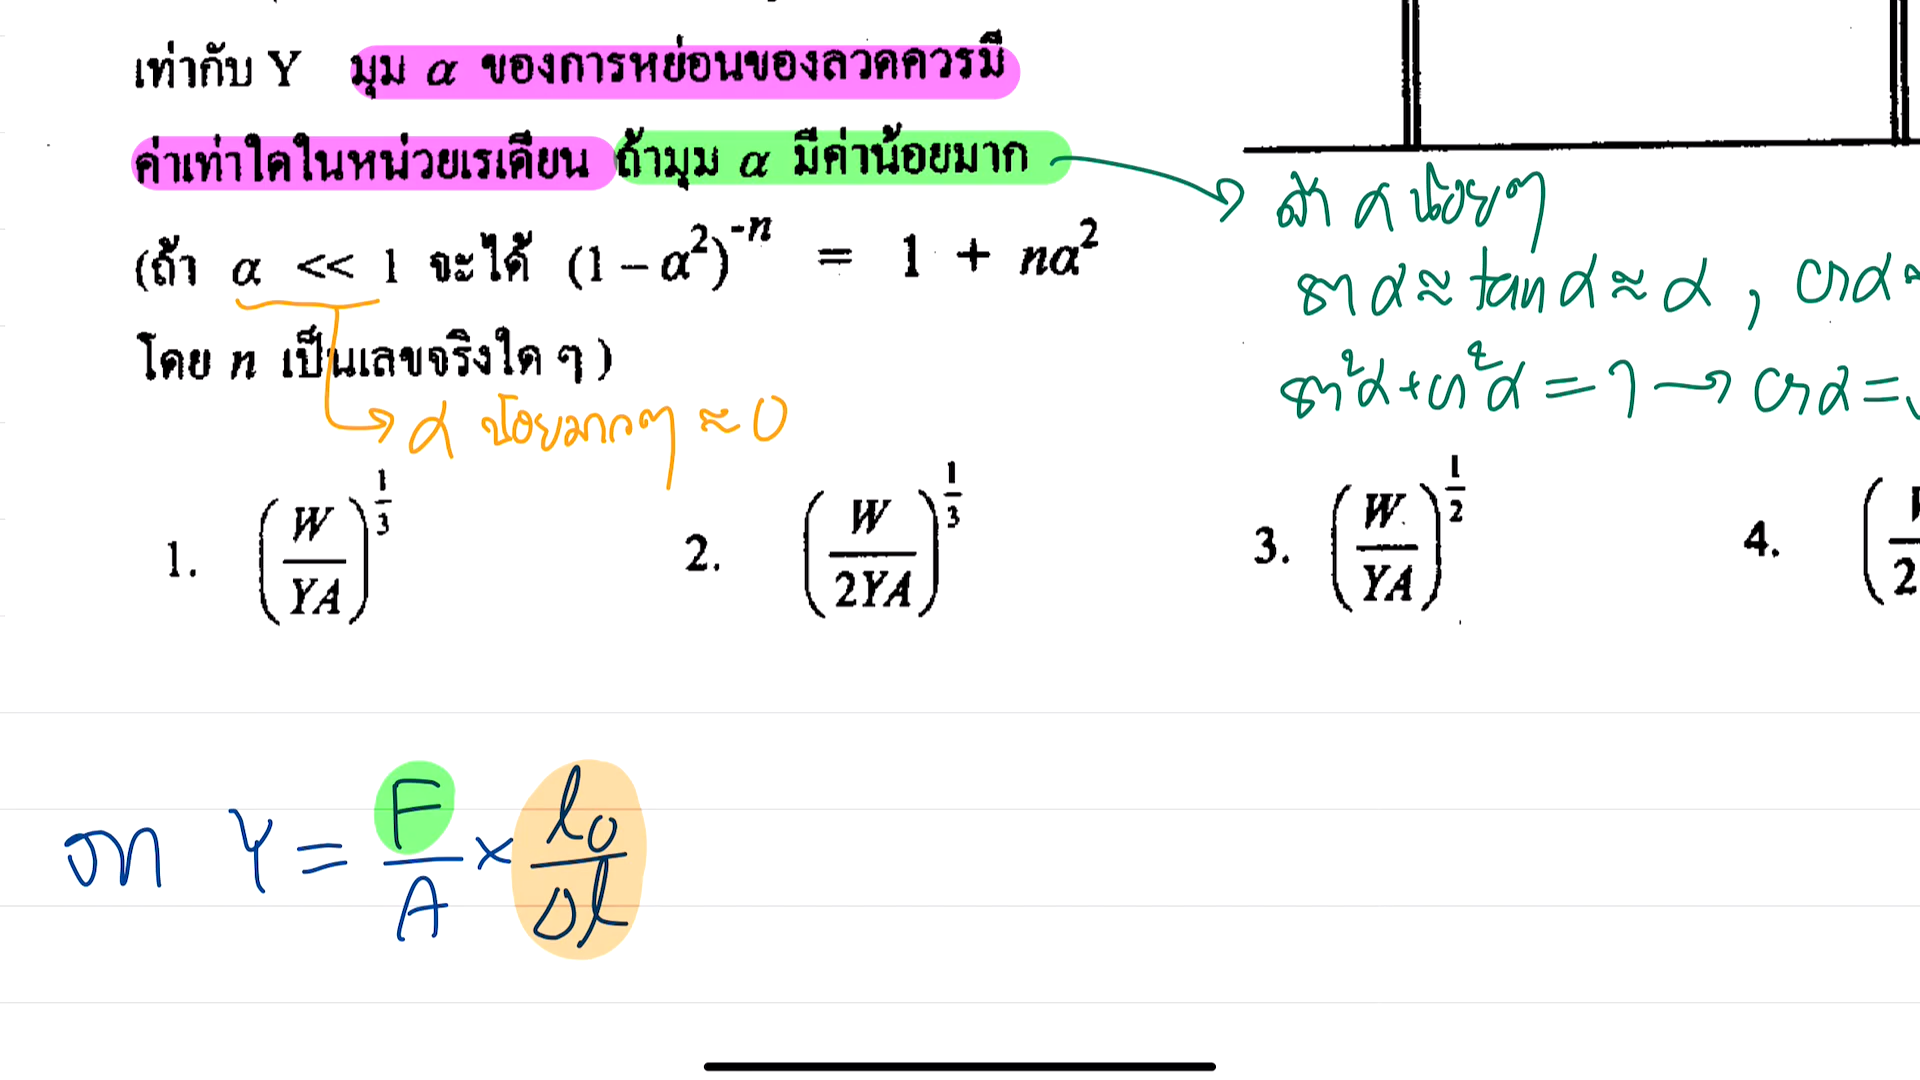 เท่ากับ Y มุม α ของการหย่อนของลวดควรมี
ค่าเท่าใดในหน่วยเรเดียน ถ้ามุม α มีค่าน้อยมาก
(ถ้า α << 1 จะได้ (1 – α²)⁻ⁿ = 1 + nα²
โดย n เป็นเลขจริงใด ๆ )
ถ้า α น้อยๆ
sin α ≈ tan α ≈ α , cos α ≈
sin²α + cos²α = 1 → cos α =
α น้อยมากๆ ≈ 0
1. (W/YA)^(1/3) 2. (W/2YA)^(1/3) 3. (W/YA)^(1/2) 4.
จาก Y = F/A × l₀/Δl